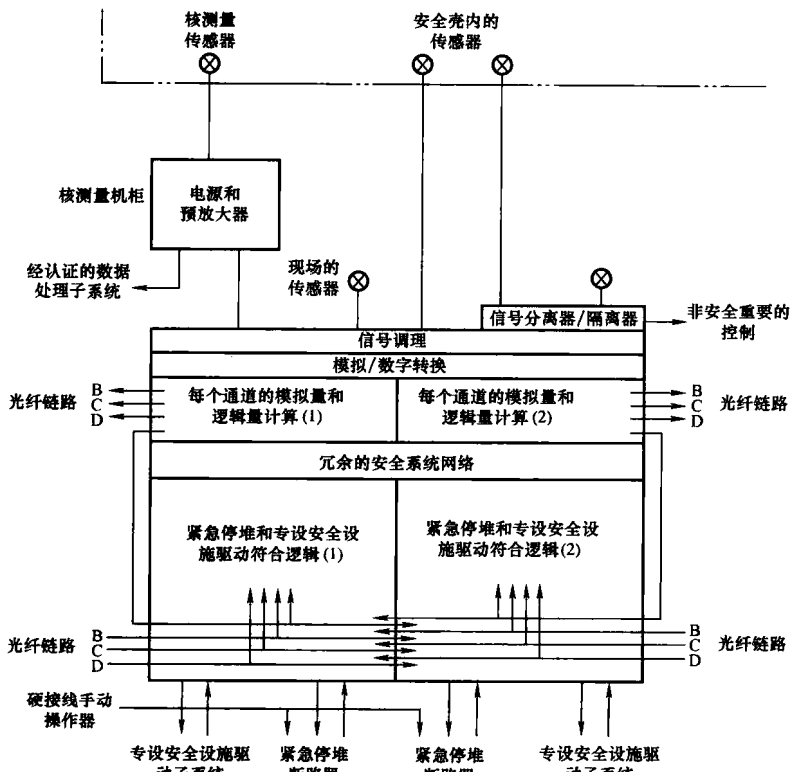 核测量
传感器
安全壳内的
传感器
核测量机柜
电源和
预放大器
经认证的数据
处理子系统
现场的
传感器
信号分离器/隔离器
非安全重要的
控制
信号调理
模拟/数字转换
光纤链路
B
C
D
每个通道的模拟量和
逻辑量计算(1)
每个通道的模拟量和
逻辑量计算(2)
B
C
D
光纤链路
冗余的安全系统网络
紧急停堆和专设安全设
施驱动符合逻辑(1)
紧急停堆和专设安全设
施驱动符合逻辑(2)
光纤链路
B
C
D
B
C
D
光纤链路
硬接线手动
操作器
专设安全设施驱
紧急停堆
紧急停堆
专设安全设施驱